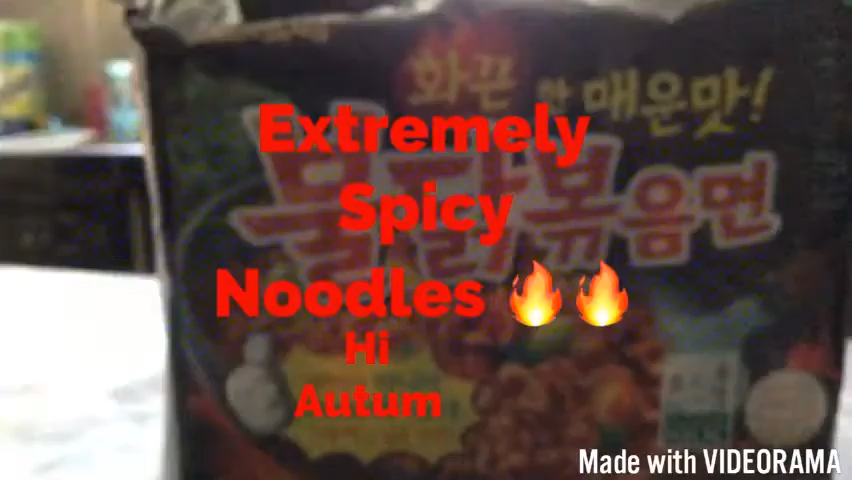 화끈한 매운맛!
Extremely
불닭볶음면
Spicy
Noodles 🔥🔥
Hi
Autum
Made with VIDEORAMA